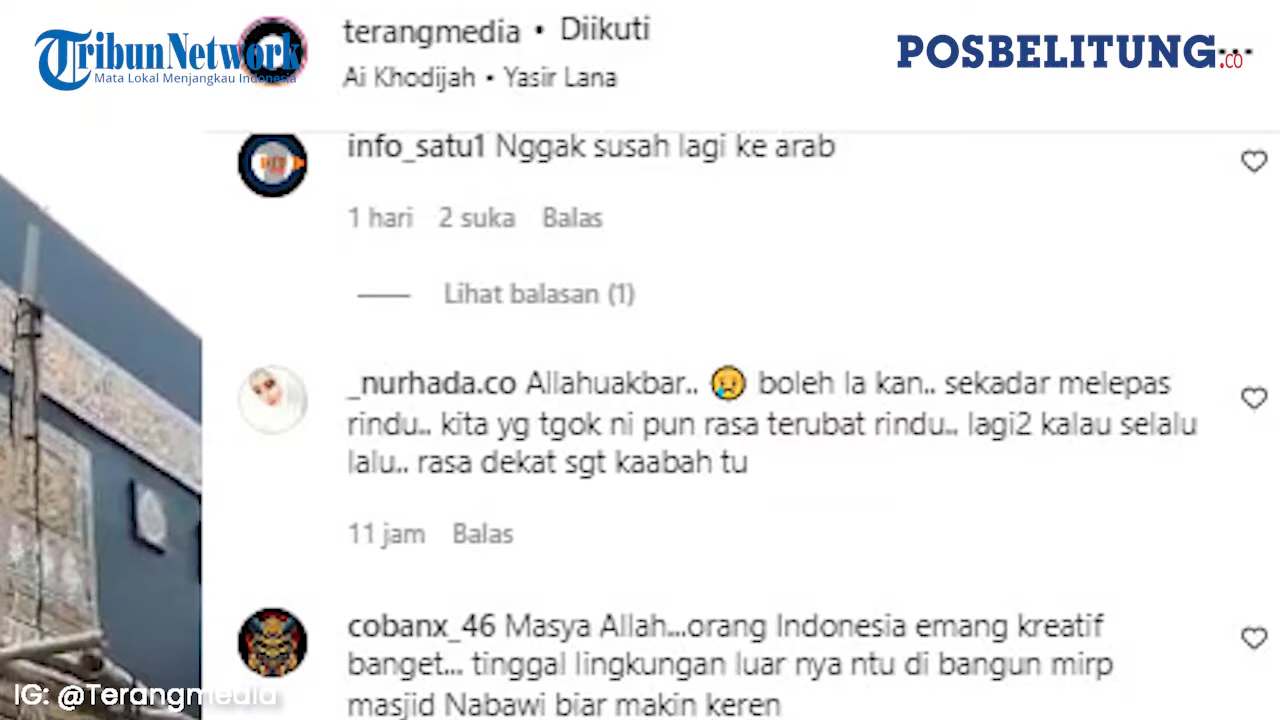 TribunNetwork
Mata Lokal Menjangkau Indonesia
POSBELITUNG.co
terangmedia • Diikuti
Ai Khodijah • Yasir Lana
info_satu1 Nggak susah lagi ke arab
1 hari 2 suka Balas
Lihat balasan (1)
_nurhada.co Allahuakbar.. 😢 boleh la kan.. sekadar melepas
rindu.. kita yg tgok ni pun rasa terubat rindu.. lagi2 kalau selalu
lalu.. rasa dekat sgt kaabah tu
11 jam Balas
cobanx_46 Masya Allah...orang Indonesia emang kreatif
banget... tinggal lingkungan luar nya ntu di bangun mirp
masjid Nabawi biar makin keren
IG: @Terangmedia